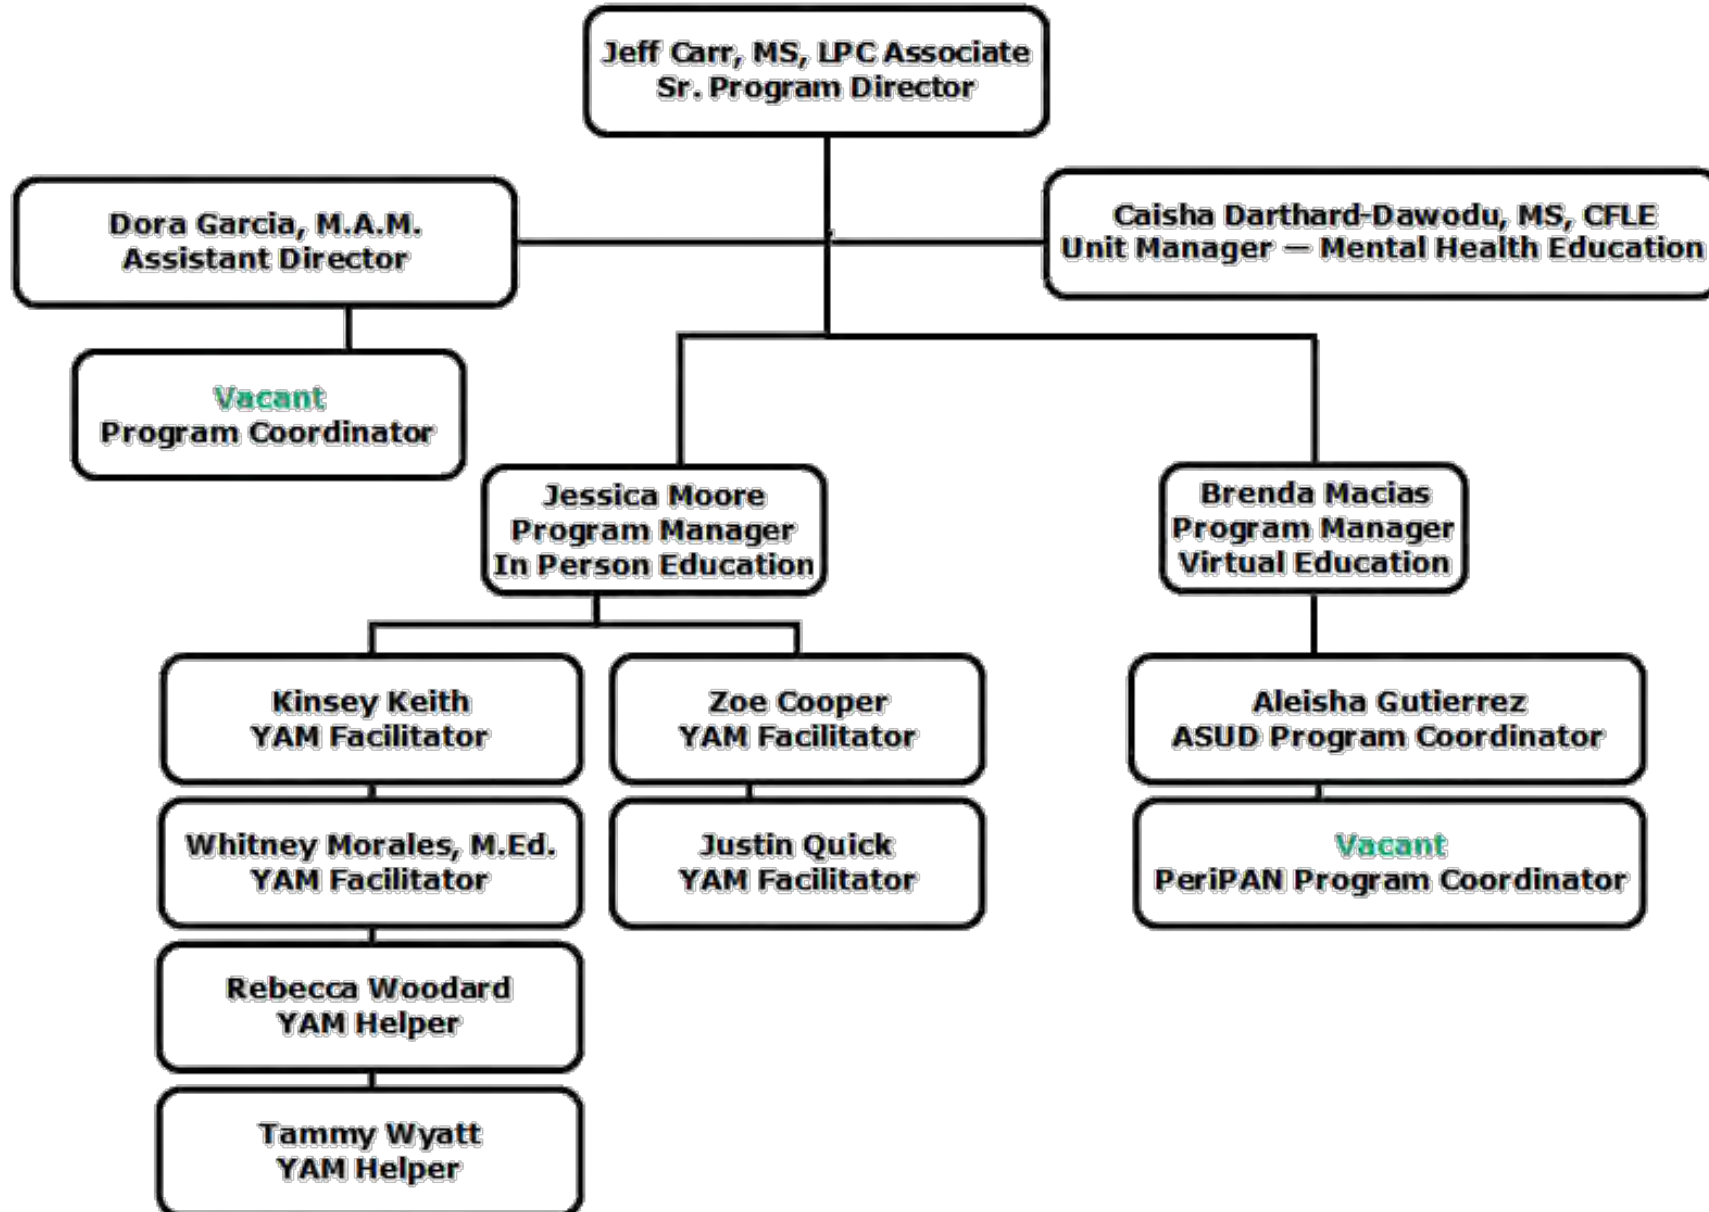 Jeff Carr, MS, LPC Associate
Sr. Program Director
Dora Garcia, M.A.M.
Assistant Director
Caisha Darthard-Dawodu, MS, CFLE
Unit Manager — Mental Health Education
Vacant
Program Coordinator
Jessica Moore
Program Manager
In Person Education
Brenda Macias
Program Manager
Virtual Education
Kinsey Keith
YAM Facilitator
Zoe Cooper
YAM Facilitator
Aleisha Gutierrez
ASUD Program Coordinator
Whitney Morales, M.Ed.
YAM Facilitator
Justin Quick
YAM Facilitator
Vacant
PeriPAN Program Coordinator
Rebecca Woodard
YAM Helper
Tammy Wyatt
YAM Helper